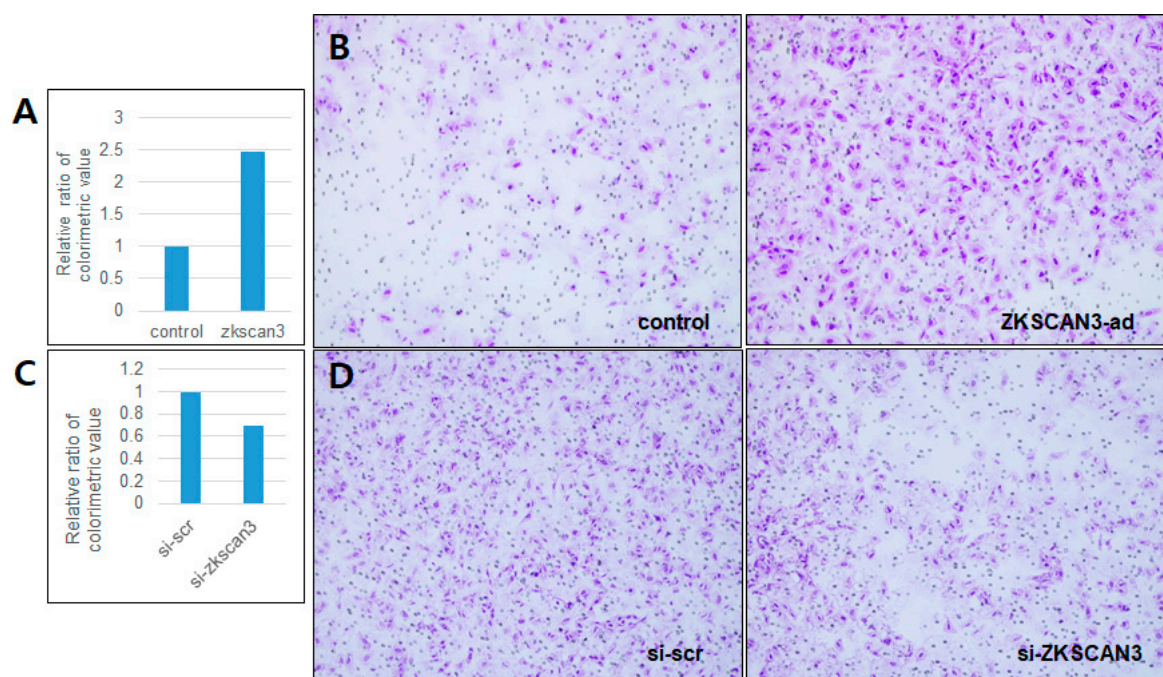 A
Relative ratio of
colorimetric value
3
2.5
2
1.5
1
0.5
0
control zkscan3
B
control
ZKSCAN3-ad
C
Relative ratio of
colorimetric value
1.2
1
0.8
0.6
0.4
0.2
0
si-scr
si-zkscan3
D
si-scr
si-ZKSCAN3